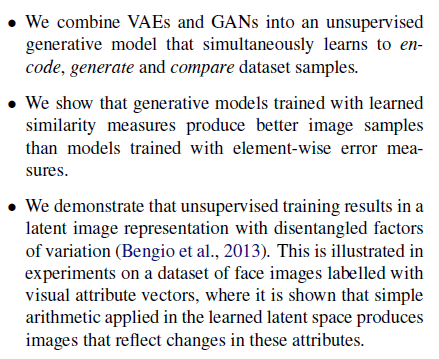 • We combine VAEs and GANs into an unsupervised
generative model that simultaneously learns to en-
code, generate and compare dataset samples.
• We show that generative models trained with learned
similarity measures produce better image samples
than models trained with element-wise error mea-
sures.
• We demonstrate that unsupervised training results in a
latent image representation with disentangled factors
of variation (Bengio et al., 2013). This is illustrated in
experiments on a dataset of face images labelled with
visual attribute vectors, where it is shown that simple
arithmetic applied in the learned latent space produces
images that reflect changes in these attributes.